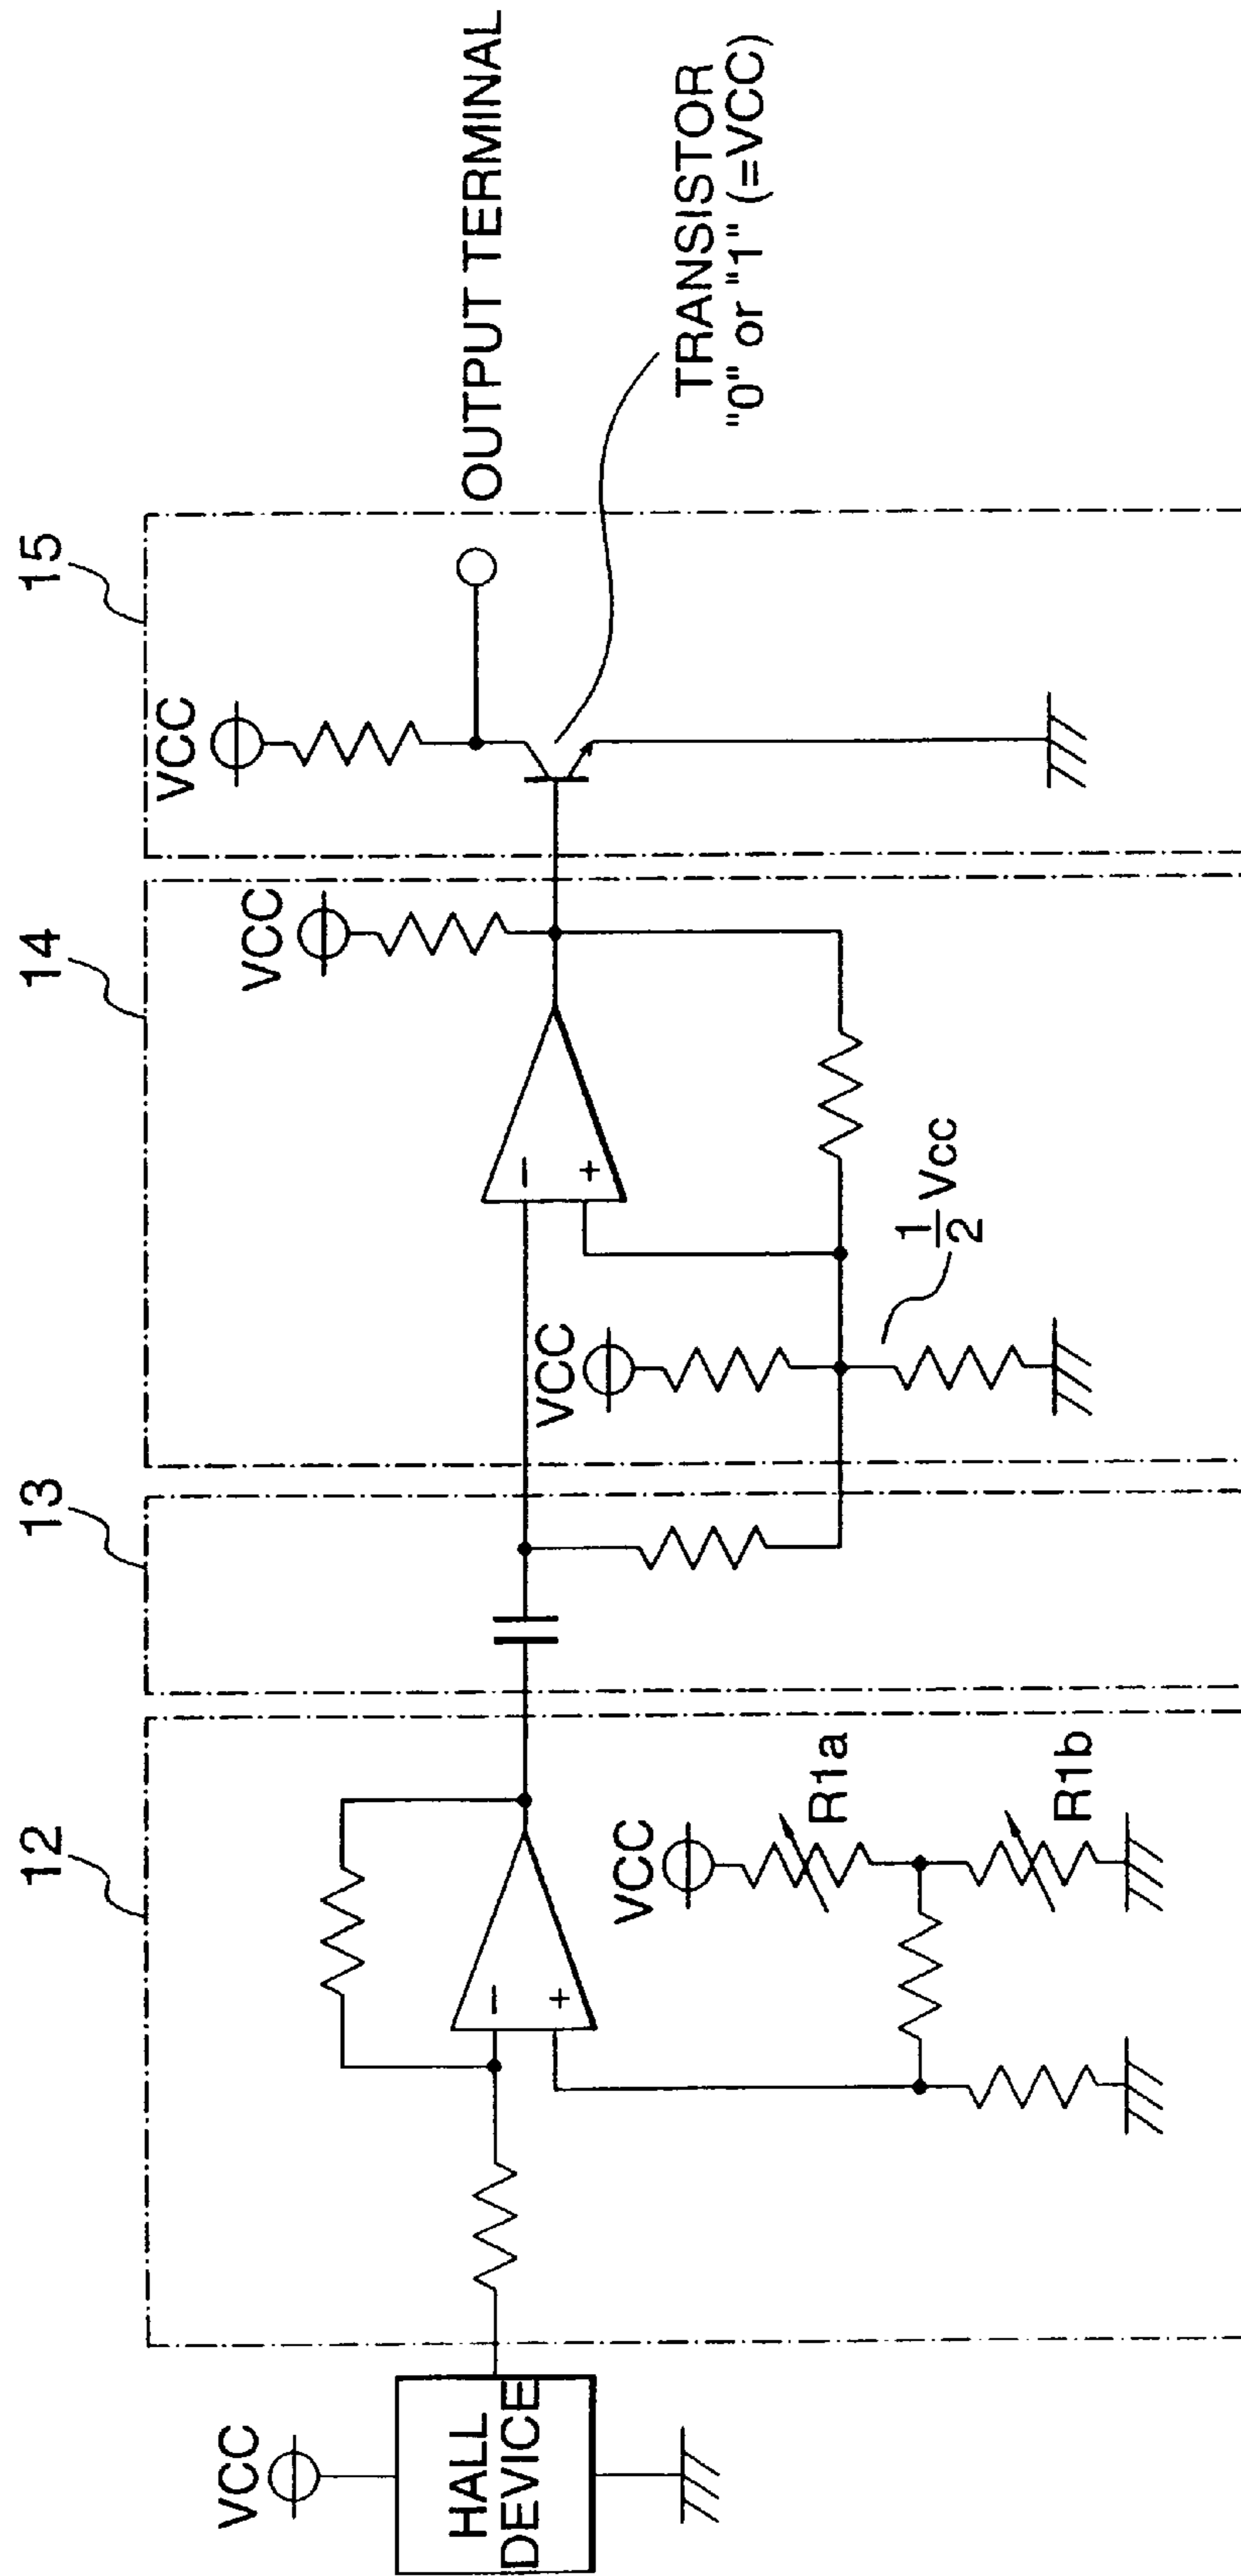 12
13
14
15
VCC
HALL
DEVICE
−
+
VCC
R1a
R1b
VCC
−
+
1/2 Vcc
VCC
VCC
OUTPUT TERMINAL
TRANSISTOR
"0" or "1" (=VCC)